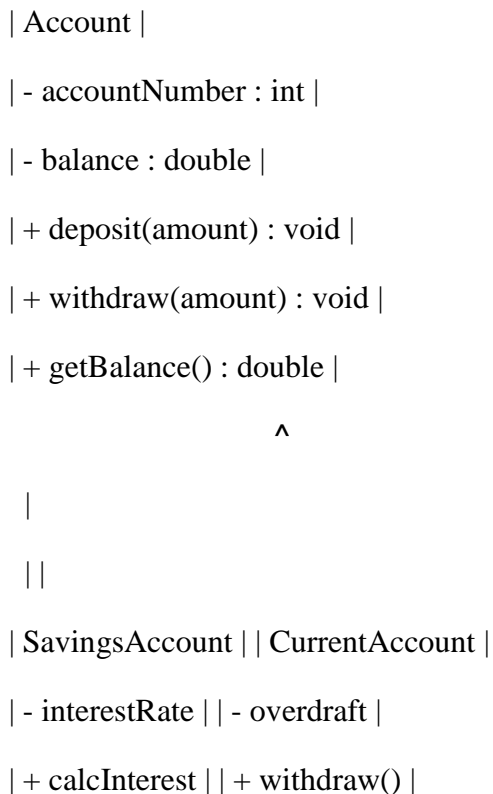 | Account |
| - accountNumber : int |
| - balance : double |
| + deposit(amount) : void |
| + withdraw(amount) : void |
| + getBalance() : double |
^
|
| |
| SavingsAccount | | CurrentAccount |
| - interestRate | | - overdraft |
| + calcInterest | | + withdraw() |